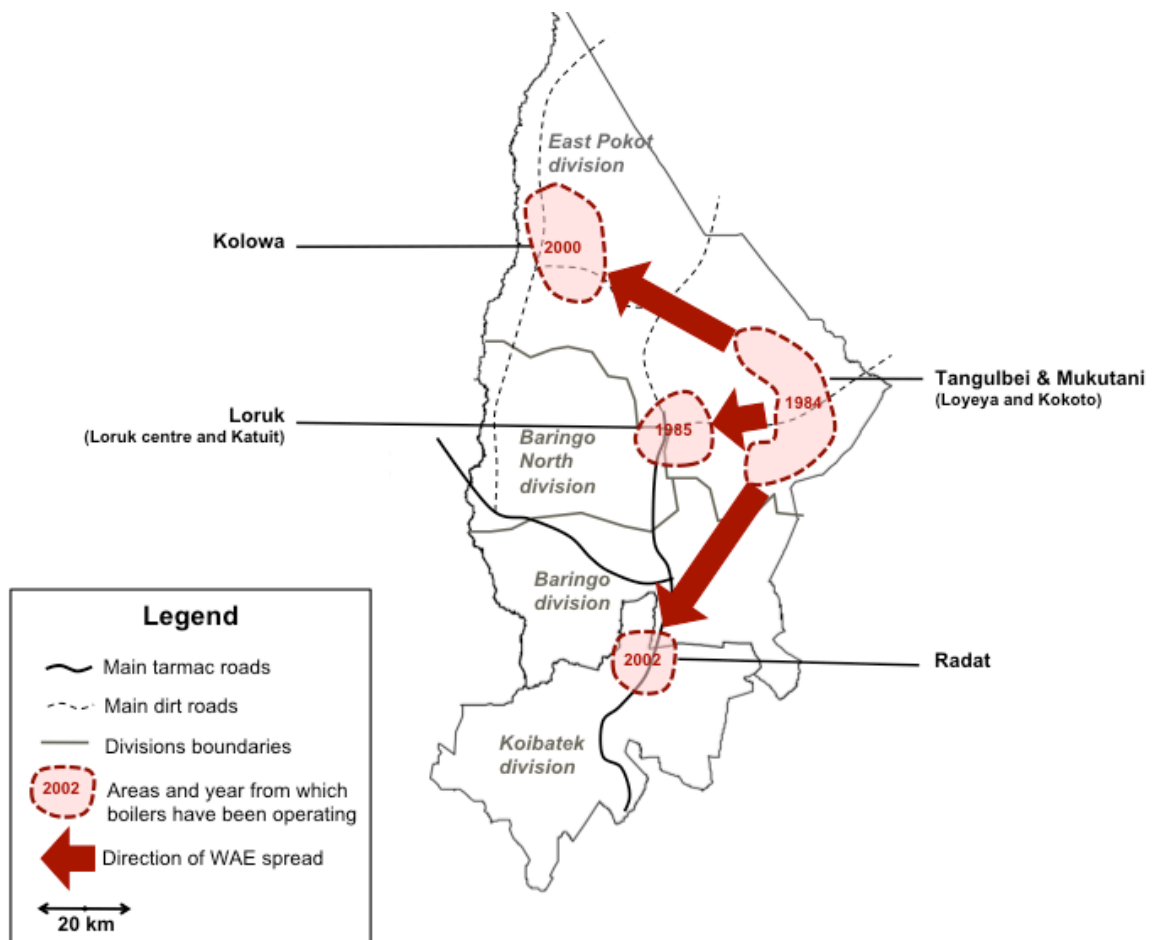 East Pokot
division
Kolowa
2000
Tangulbei & Mukutani
(Loyeya and Kokoto)
1984
Loruk
(Loruk centre and Katuit)
1985
Baringo
North
division
Baringo
division
Radat
2002
Koibatek
division
Legend
Main tarmac roads
Main dirt roads
Divisions boundaries
2002
Areas and year from which
boilers have been operating
Direction of WAE spread
20 km